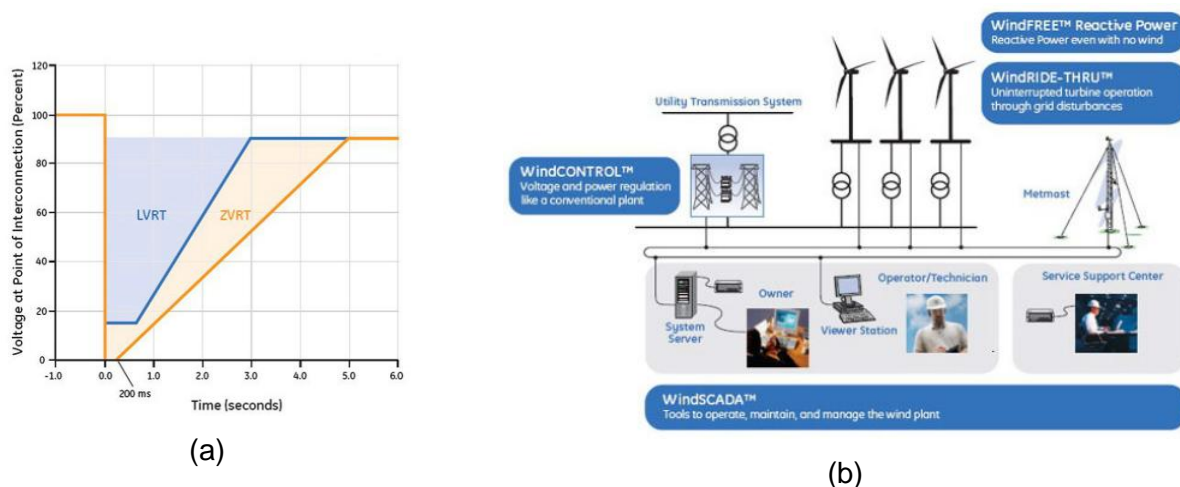 Voltage at Point of Interconnection (Percent)
120
100
80
60
40
20
0
LVRT
ZVRT
-1.0
0.0
1.0
2.0
3.0
4.0
5.0
6.0
200 ms
Time (seconds)
(a)
WindFREE™ Reactive Power
Reactive Power even with no wind
WindRIDE-THRU™
Uninterrupted turbine operation
through grid disturbances
Utility Transmission System
WindCONTROL™
Voltage and power regulation
like a conventional plant
Metmast
System
Server
Owner
Viewer Station
Operator/Technician
Service Support Center
WindSCADA™
Tools to operate, maintain, and manage the wind plant
(b)